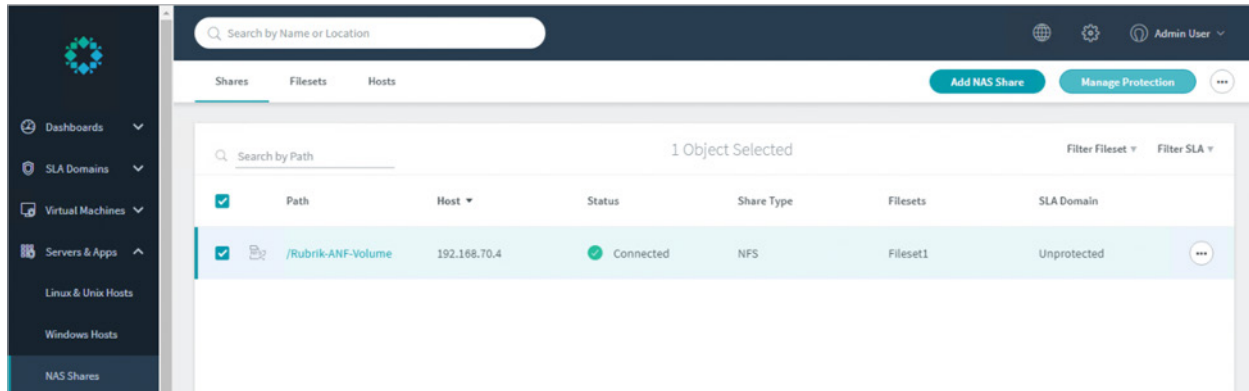 Search by Name or Location
Admin User
Shares Filesets Hosts
Add NAS Share Manage Protection
Dashboards
SLA Domains
Virtual Machines
Servers & Apps
Linux & Unix Hosts
Windows Hosts
NAS Shares
Search by Path
1 Object Selected
Filter Fileset Filter SLA
Path Host Status Share Type Filesets SLA Domain
/Rubrik-ANF-Volume 192.168.70.4 Connected NFS Fileset1 Unprotected